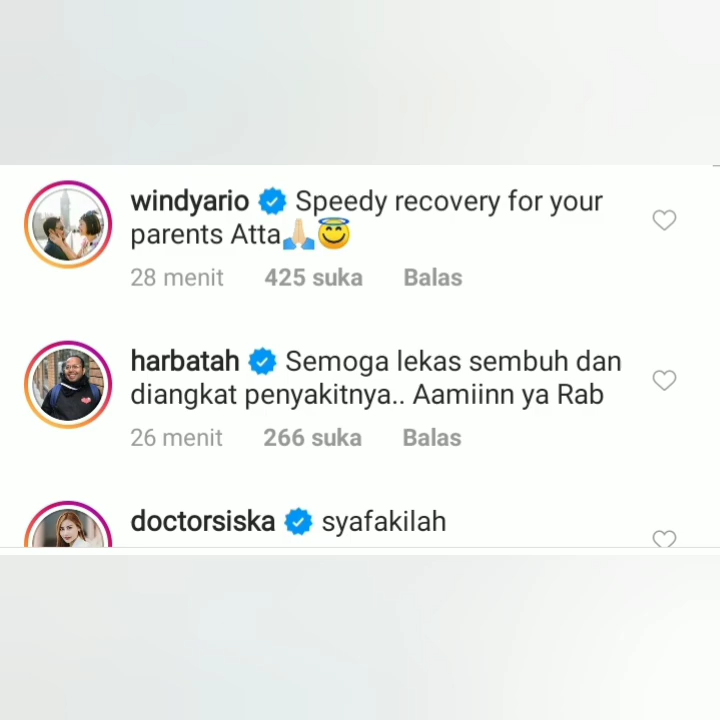 windyario Speedy recovery for your
parents Atta🙏🏻😇
28 menit 425 suka Balas
harbatah Semoga lekas sembuh dan
diangkat penyakitnya.. Aamiinn ya Rab
26 menit 266 suka Balas
doctorsiska syafakilah